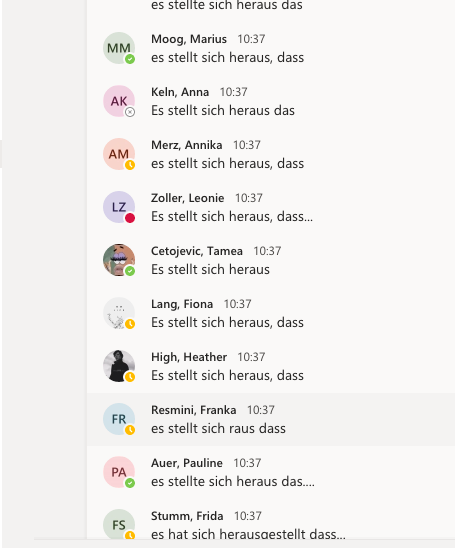 es stellte sich heraus das
MM
Moog, Marius 10:37
es stellt sich heraus, dass
AK
Keln, Anna 10:37
Es stellt sich heraus das
AM
Merz, Annika 10:37
es stellt sich heraus, dass
LZ
Zoller, Leonie 10:37
Es stellt sich heraus, dass...
Cetojevic, Tamea 10:37
Es stellt sich heraus
Lang, Fiona 10:37
Es stellt sich heraus, dass
High, Heather 10:37
Es stellt sich heraus, dass
FR
Resmini, Franka 10:37
es stellt sich raus dass
PA
Auer, Pauline 10:37
es stellte sich heraus das....
FS
Stumm, Frida 10:37
es hat sich herausgestellt dass...